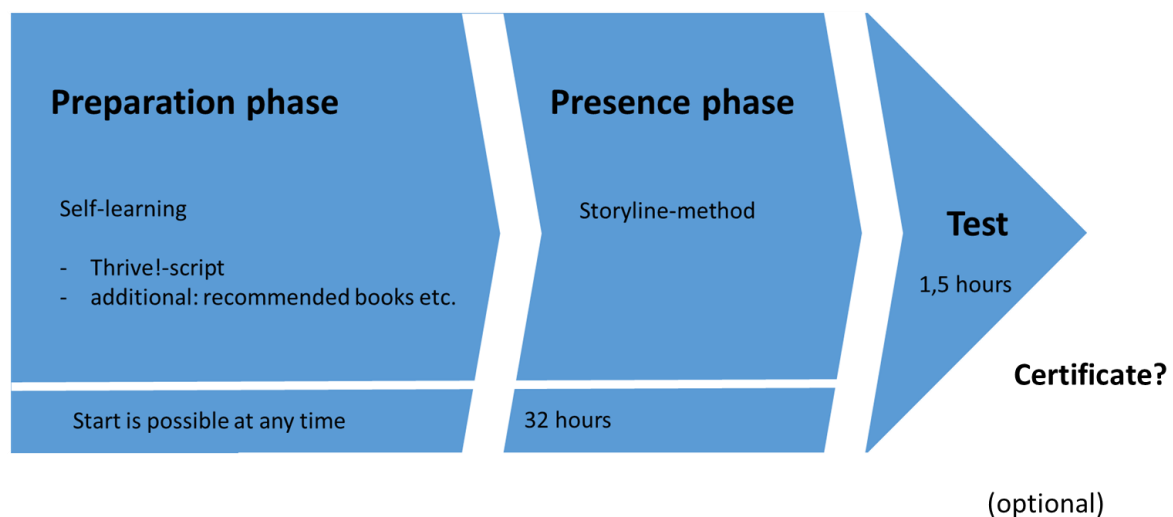 Preparation phase
Self-learning
- Thrive!-script
- additional: recommended books etc.
Start is possible at any time
Presence phase
Storyline-method
32 hours
Test
1,5 hours
Certificate?
(optional)